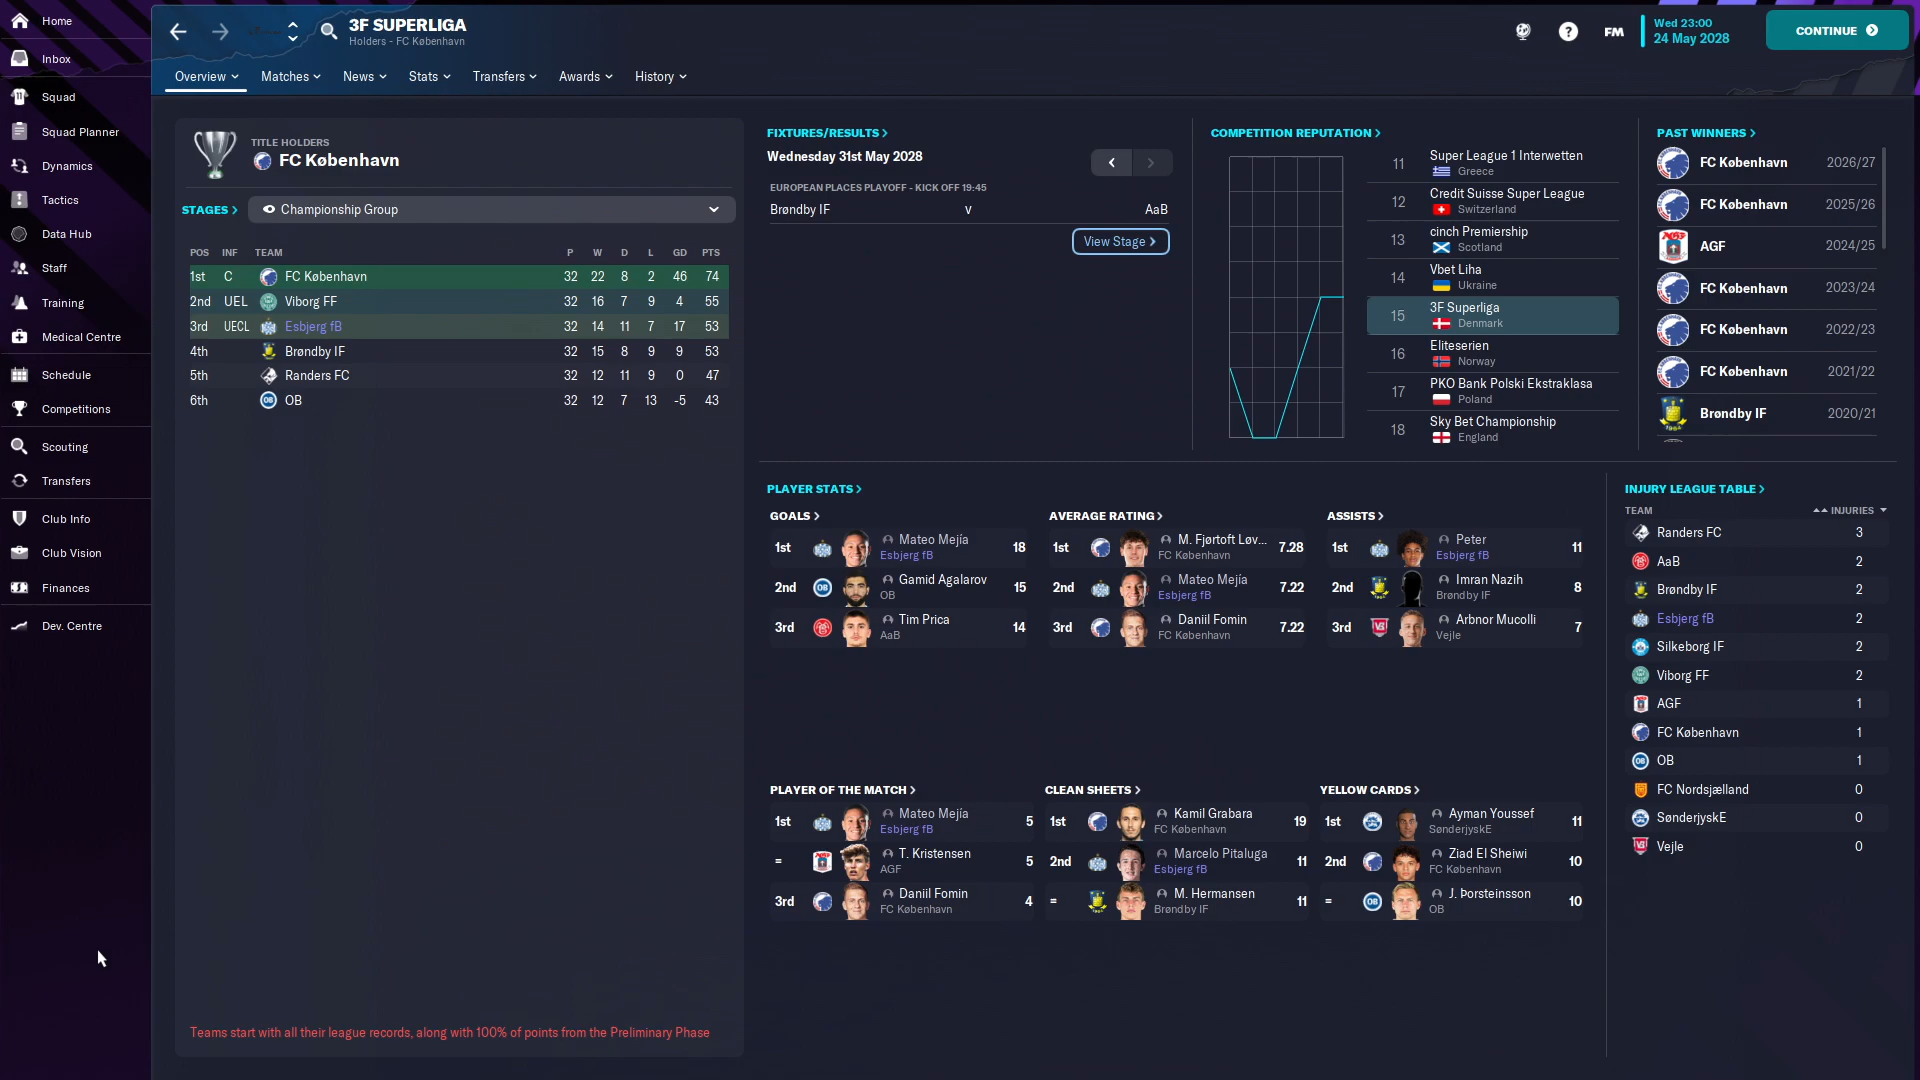 Home
Inbox
Squad
Squad Planner
Dynamics
Tactics
Data Hub
Staff
Training
Medical Centre
Schedule
Competitions
Scouting
Transfers
Club Info
Club Vision
Finances
Dev. Centre
3F SUPERLIGA
Holders - FC København
FM
Wed 23:00
24 May 2028
CONTINUE
Overview Matches News Stats Transfers Awards History
TITLE HOLDERS
FC København
STAGES Championship Group
POS INF TEAM P W D L GD PTS
1st C FC København 32 22 8 2 46 74
2nd UEL Viborg FF 32 16 7 9 4 55
3rd UECL Esbjerg fB 32 14 11 7 17 53
4th Brøndby IF 32 15 8 9 9 53
5th Randers FC 32 12 11 9 0 47
6th OB 32 12 7 13 -5 43
Teams start with all their league records, along with 100% of points from the Preliminary Phase
FIXTURES/RESULTS
Wednesday 31st May 2028
EUROPEAN PLACES PLAYOFF - KICK OFF 19:45
Brøndby IF v AaB
View Stage
COMPETITION REPUTATION
11 Super League 1 Interwetten
Greece
12 Credit Suisse Super League
Switzerland
13 cinch Premiership
Scotland
14 Vbet Liha
Ukraine
15 3F Superliga
Denmark
16 Eliteserien
Norway
17 PKO Bank Polski Ekstraklasa
Poland
18 Sky Bet Championship
England
PAST WINNERS
FC København 2026/27
FC København 2025/26
AGF 2024/25
FC København 2023/24
FC København 2022/23
FC København 2021/22
Brøndby IF 2020/21
PLAYER STATS
GOALS
1st Mateo Mejía 18
Esbjerg fB
2nd Gamid Agalarov 15
OB
3rd Tim Prica 14
AaB
AVERAGE RATING
1st M. Fjørtoft Løv... 7.28
FC København
2nd Mateo Mejía 7.22
Esbjerg fB
3rd Daniil Fomin 7.22
FC København
ASSISTS
1st Peter 11
Esbjerg fB
2nd Imran Nazih 8
Brøndby IF
3rd Arbnor Mucolli 7
Vejle
PLAYER OF THE MATCH
1st Mateo Mejía 5
Esbjerg fB
= T. Kristensen 5
AGF
3rd Daniil Fomin 4
FC København
CLEAN SHEETS
1st Kamil Grabara 19
FC København
2nd Marcelo Pitaluga 11
Esbjerg fB
= M. Hermansen 11
Brøndby IF
YELLOW CARDS
1st Ayman Youssef 11
SønderjyskE
2nd Ziad El Sheiwi 10
FC København
= J. Þorsteinsson 10
OB
INJURY LEAGUE TABLE
TEAM INJURIES
Randers FC 3
AaB 2
Brøndby IF 2
Esbjerg fB 2
Silkeborg IF 2
Viborg FF 2
AGF 1
FC København 1
OB 1
FC Nordsjælland 0
SønderjyskE 0
Vejle 0